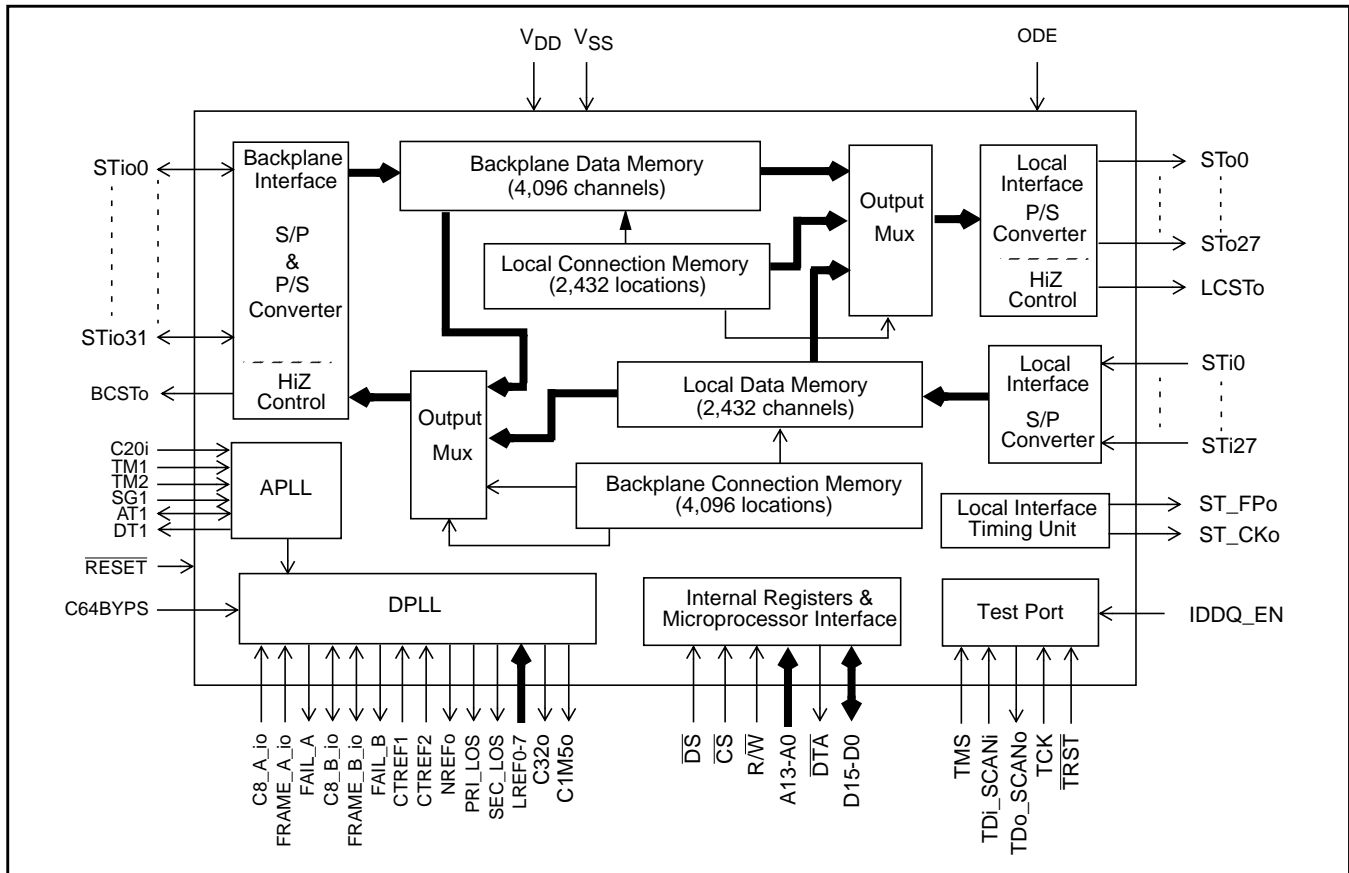 VDD VSS ODE
STio0
STio31
BCSTo
Backplane
Interface
S/P
&
P/S
Converter
HiZ
Control
Backplane Data Memory
(4,096 channels)
Local Connection Memory
(2,432 locations)
Output
Mux
Local
Interface
P/S
Converter
HiZ
Control
STo0
STo27
LCSTo
Output
Mux
Local Data Memory
(2,432 channels)
Local
Interface
S/P
Converter
STi0
STi27
Backplane Connection Memory
(4,096 locations)
C20i
TM1
TM2
SG1
AT1
DT1
APLL
Local Interface
Timing Unit
ST_FPo
ST_CKo
RESET
C64BYPS
DPLL
Internal Registers &
Microprocessor Interface
Test Port
IDDQ_EN
C8_A_io
FRAME_A_io
FAIL_A
C8_B_io
FRAME_B_io
FAIL_B
CTREF1
CTREF2
NREFo
PRI_LOS
SEC_LOS
LREF0-7
C32o
C1M5o
DS
CS
R/W
A13-A0
DTA
D15-D0
TMS
TDi_SCANi
TDo_SCANo
TCK
TRST